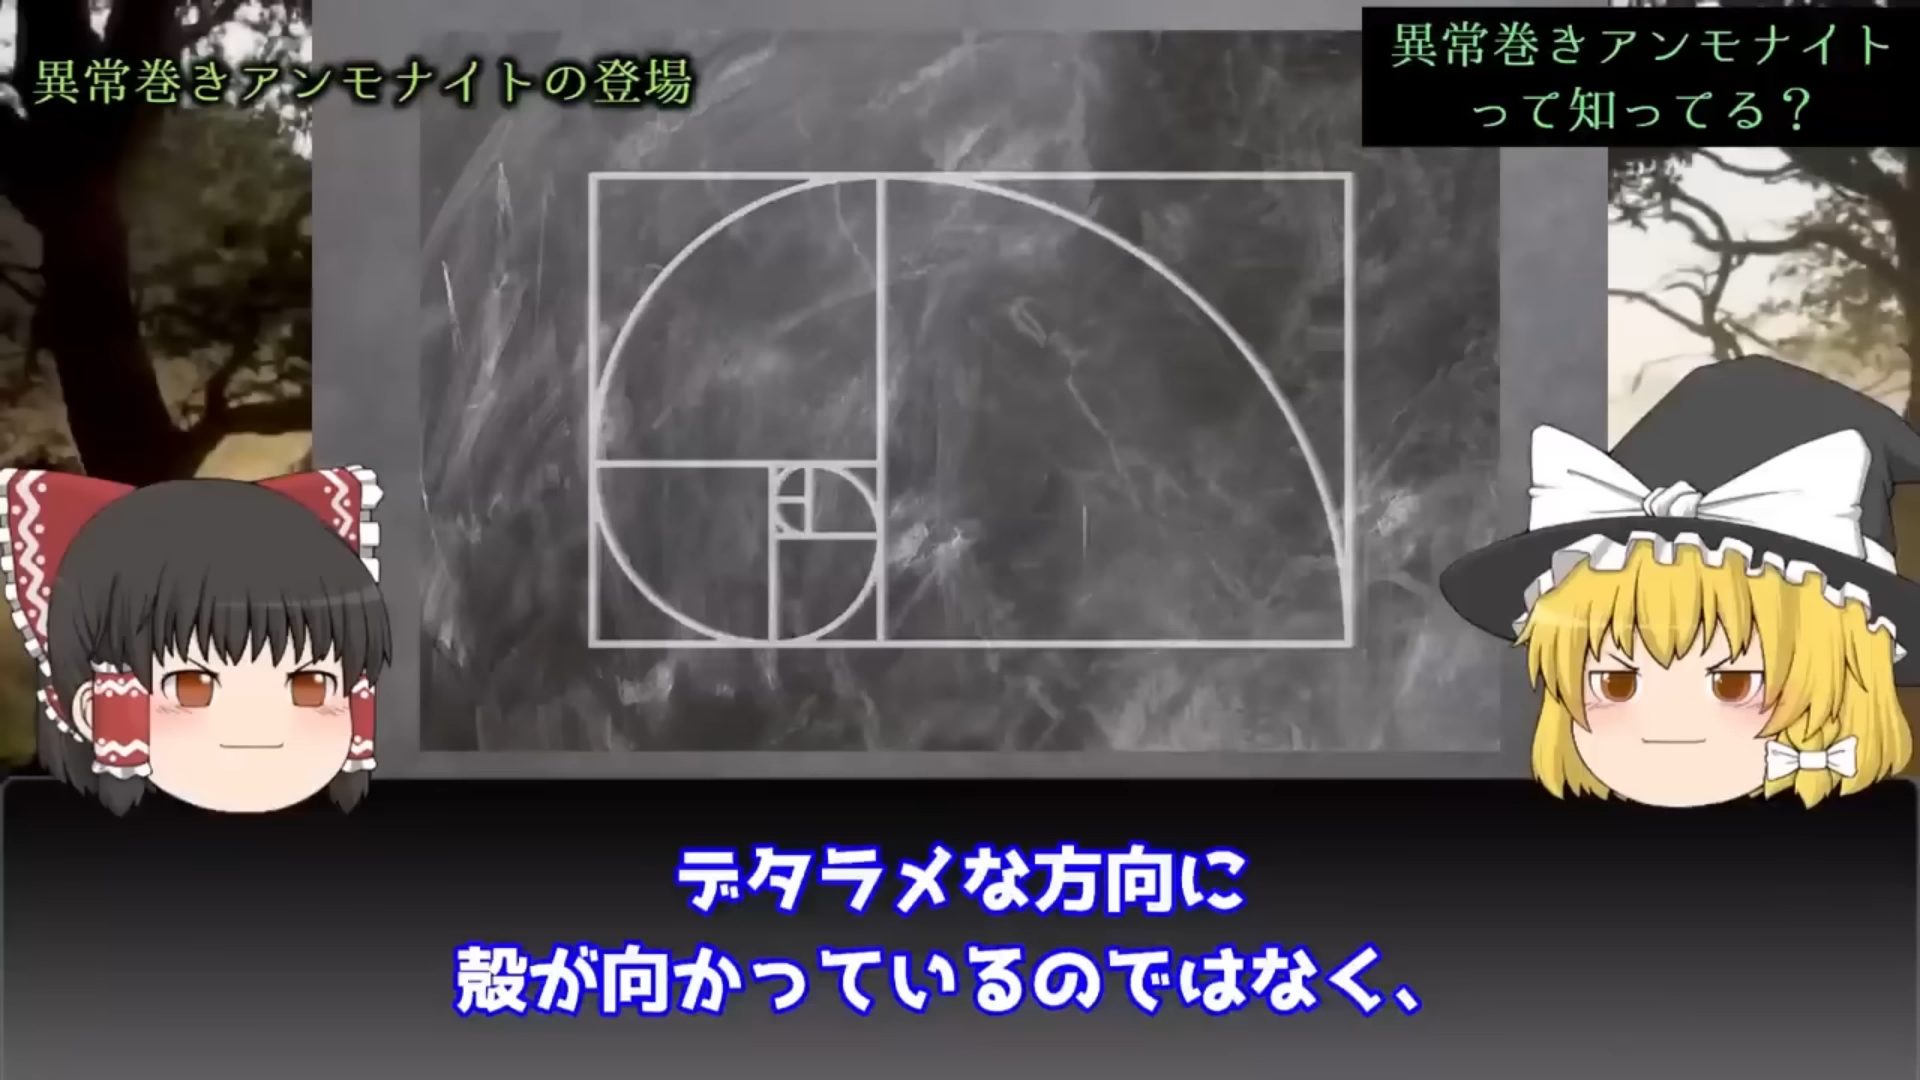 異常巻きアンモナイトの登場
異常巻きアンモナイト
って知ってる？
デタラメな方向に
殻が向かっているのではなく、